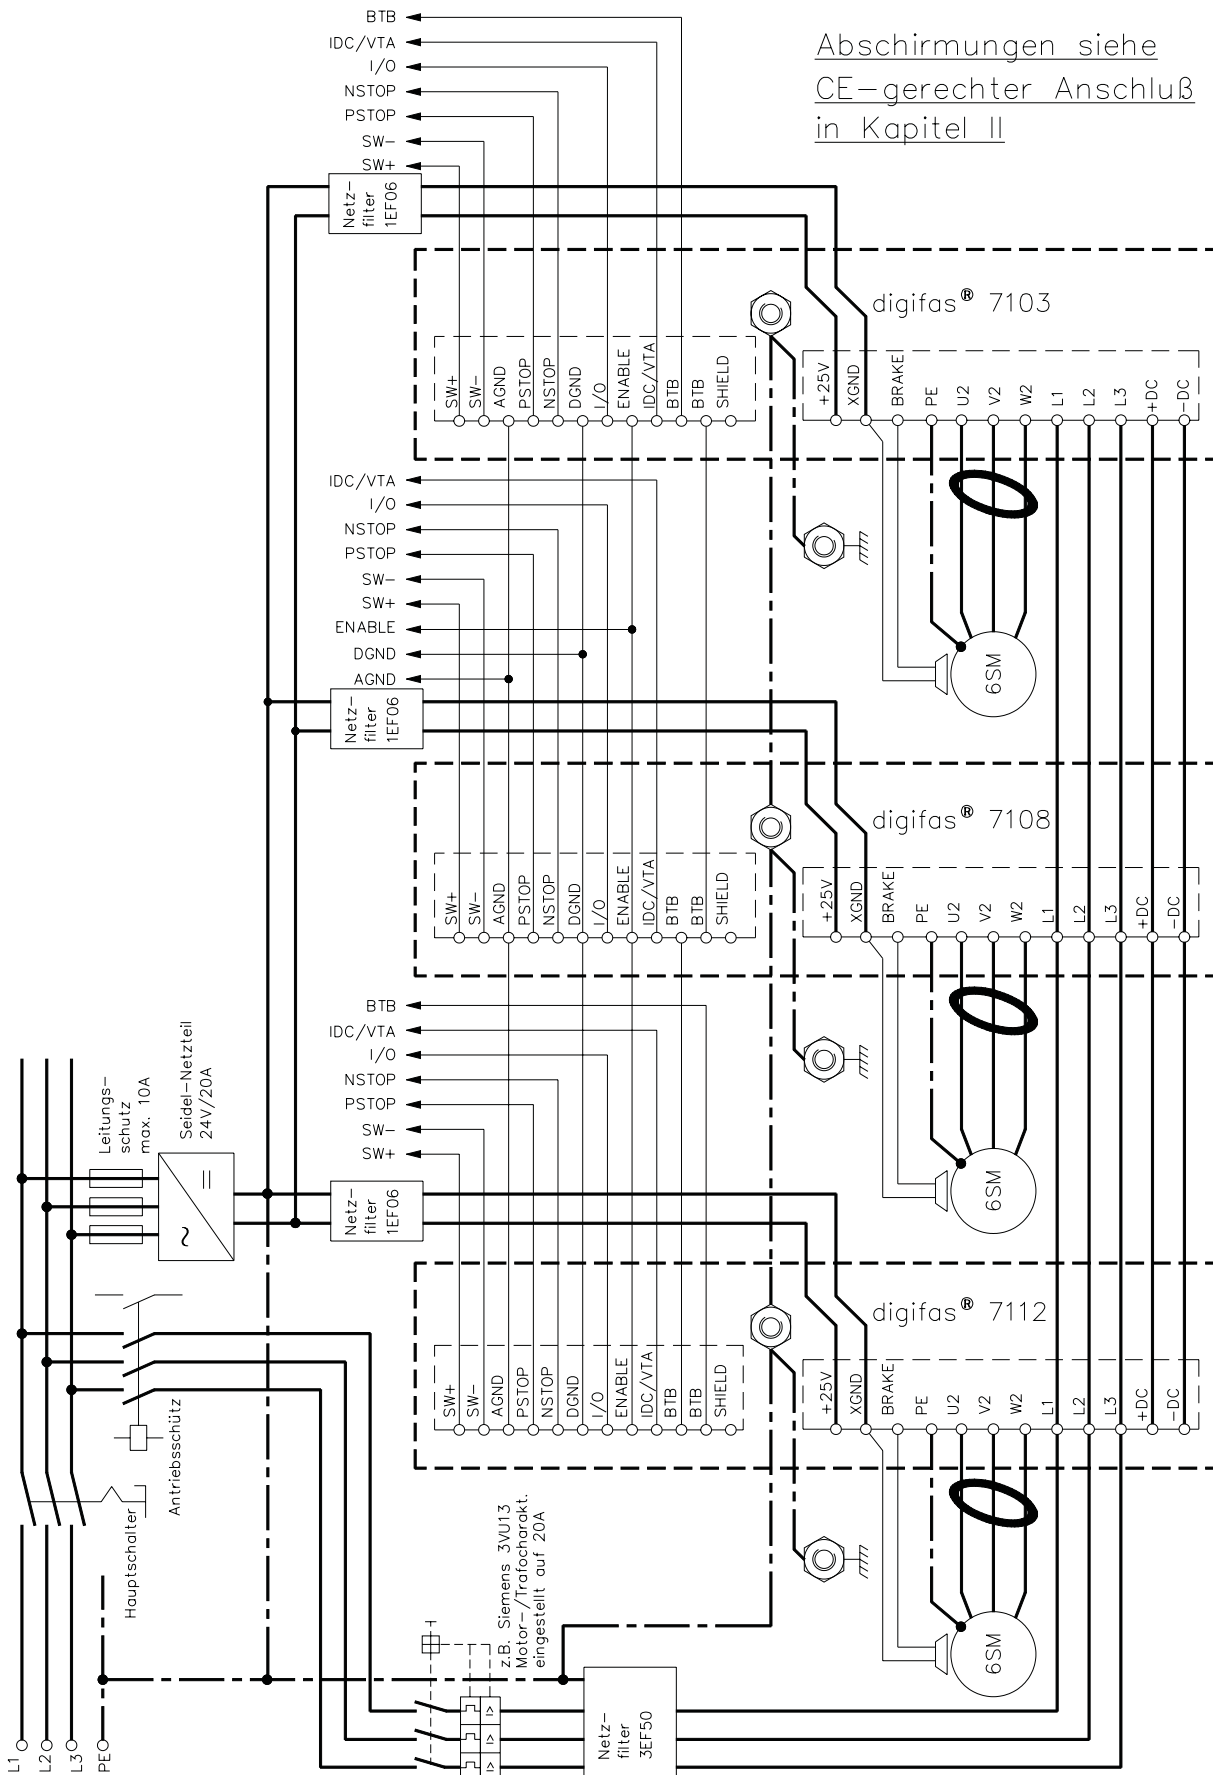 BTB
IDC/VTA
I/O
NSTOP
PSTOP
SW-
SW+
Abschirmungen siehe
CE-gerechter Anschluß
in Kapitel II
Netz-
filter
1EF06
digifas® 7103
SW+
SW-
AGND
PSTOP
NSTOP
DGND
I/O
ENABLE
IDC/VTA
BTB
BTB
SHIELD
+25V
XGND
BRAKE
PE
U2
V2
W2
L1
L2
L3
+DC
-DC
6SM
IDC/VTA
I/O
NSTOP
PSTOP
SW-
SW+
ENABLE
DGND
AGND
Netz-
filter
1EF06
digifas® 7108
SW+
SW-
AGND
PSTOP
NSTOP
DGND
I/O
ENABLE
IDC/VTA
BTB
BTB
SHIELD
+25V
XGND
BRAKE
PE
U2
V2
W2
L1
L2
L3
+DC
-DC
6SM
BTB
IDC/VTA
I/O
NSTOP
PSTOP
SW-
SW+
Leitungs-
schutz
max. 10A
Seidel-Netzteil
24V/20A
Netz-
filter
1EF06
digifas® 7112
SW+
SW-
AGND
PSTOP
NSTOP
DGND
I/O
ENABLE
IDC/VTA
BTB
BTB
SHIELD
+25V
XGND
BRAKE
PE
U2
V2
W2
L1
L2
L3
+DC
-DC
6SM
Antriebsschütz
Hauptschalter
z.B. Siemens 3VU13
Motor-/Trafocharakt.
eingestellt auf 20A
I>
I>
I>
Netz-
filter
3EF50
L1
L2
L3
PE